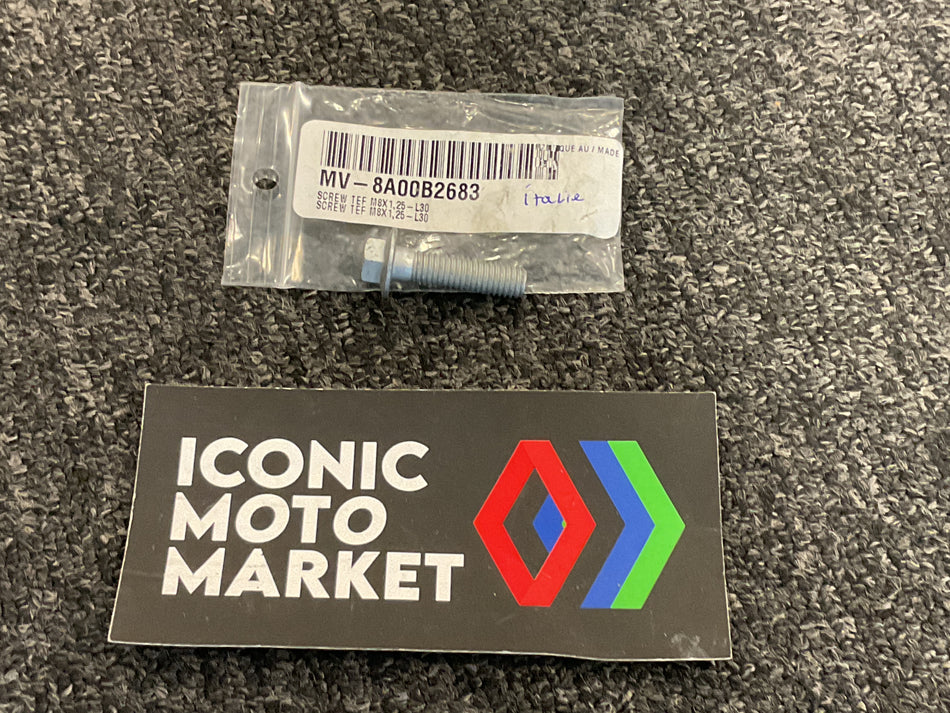 QUE AU / MADE
MV-8A00B2683
SCREW TEF M8X1,25-L30
SCREW TEF M8X1,25-L30
italie
ICONIC
MOTO
MARKET